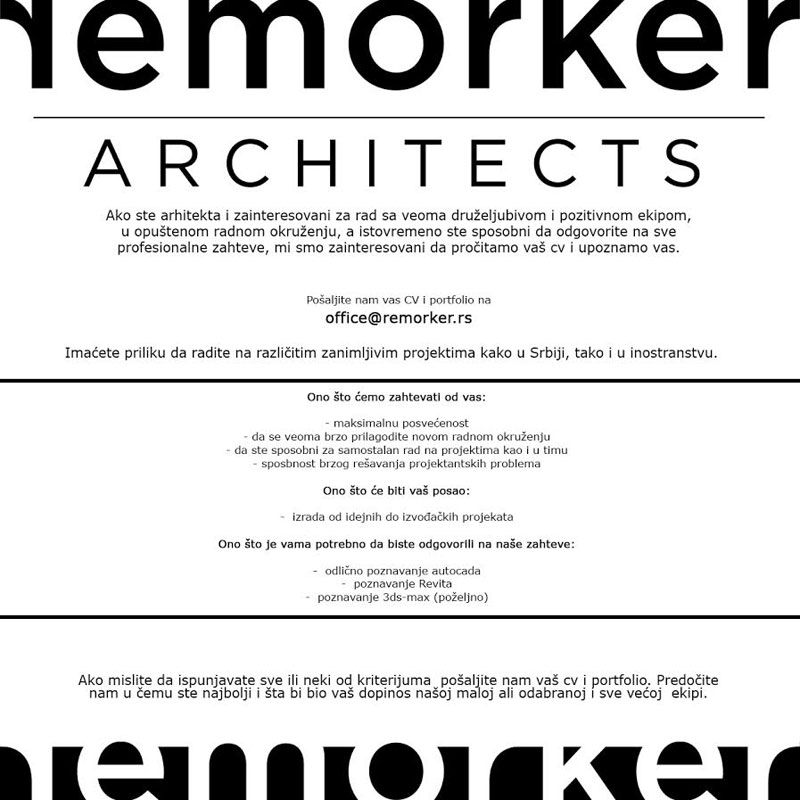 remorker
ARCHITECTS
Ako ste arhitekta i zainteresovani za rad sa veoma druželjubivom i pozitivnom ekipom,
u opuštenom radnom okruženju, a istovremeno ste sposobni da odgovorite na sve
profesionalne zahteve, mi smo zainteresovani da pročitamo vaš cv i upoznamo vas.
Pošaljite nam vas CV i portfolio na
office@remorker.rs
Imaćete priliku da radite na različitim zanimljivim projektima kako u Srbiji, tako i u inostranstvu.
Ono što ćemo zahtevati od vas:
- maksimalnu posvećenost
- da se veoma brzo prilagodite novom radnom okruženju
- da ste sposobni za samostalan rad na projektima kao i u timu
- sposbnost brzog rešavanja projektantskih problema
Ono što će biti vaš posao:
- izrada od idejnih do izvođačkih projekata
Ono što je vama potrebno da biste odgovorili na naše zahteve:
- odlično poznavanje autocada
- poznavanje Revita
- poznavanje 3ds-max (poželjno)
Ako mislite da ispunjavate sve ili neki od kriterijuma pošaljite nam vaš cv i portfolio. Predočite
nam u čemu ste najbolji i šta bi bio vaš dopinos našoj maloj ali odabranoj i sve većoj ekipi.
remorker